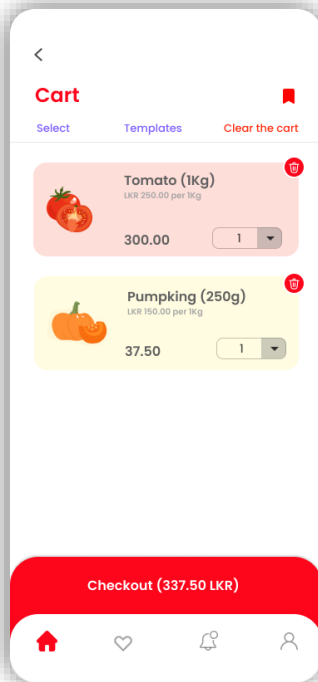 Cart
Select Templates Clear the cart
Tomato (1Kg)
LKR 250.00 per 1Kg
300.00 1
Pumpking (250g)
LKR 150.00 per 1Kg
37.50 1
Checkout (337.50 LKR)